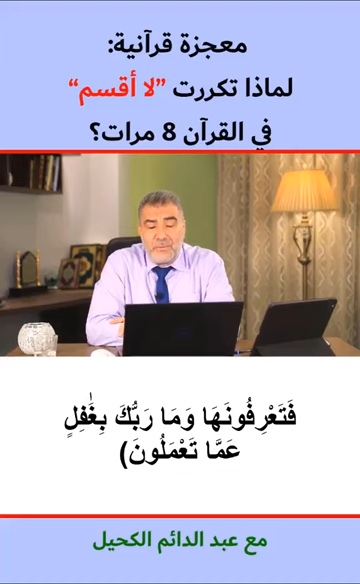 معجزة قرآنية:
لماذا تكررت ”لا أقسم“
في القرآن 8 مرات؟
فَتَعْرِفُونَهَا وَمَا رَبُّكَ بِغَٰفِلٍ
عَمَّا تَعْمَلُونَ)
مع عبد الدائم الكحيل